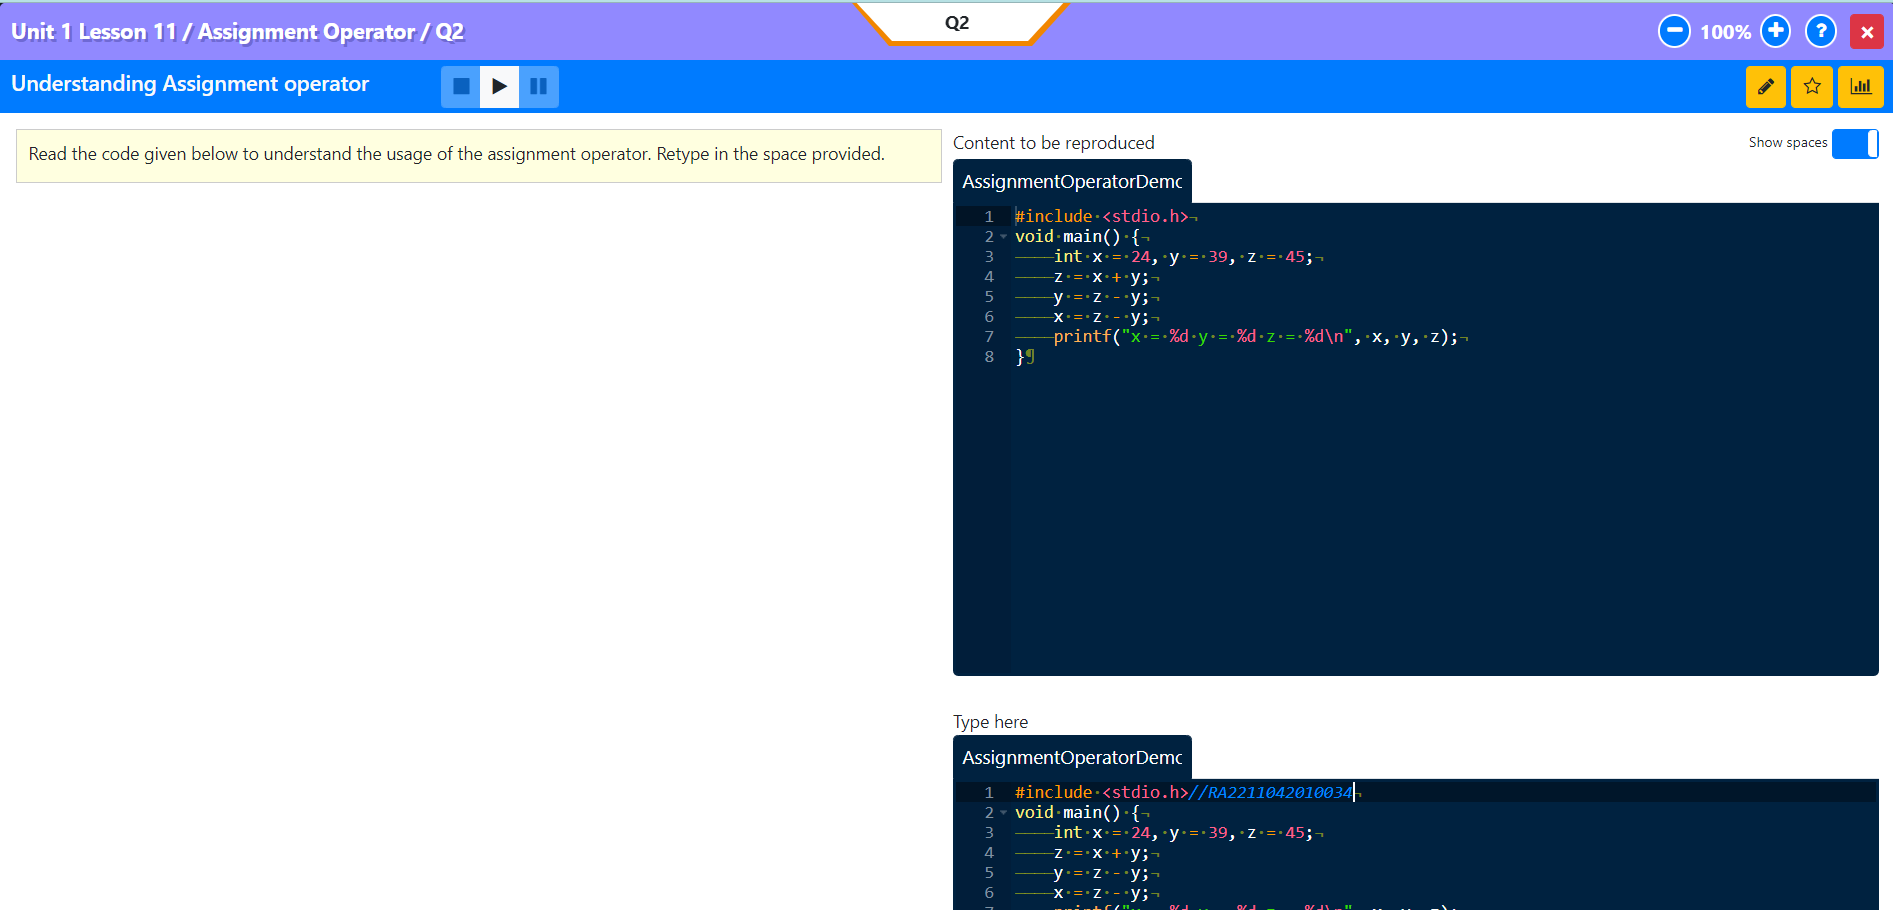 Unit 1 Lesson 11 / Assignment Operator / Q2
Q2
100%
Understanding Assignment operator
Read the code given below to understand the usage of the assignment operator. Retype in the space provided.
Content to be reproduced
Show spaces
AssignmentOperatorDemc
1 #include·<stdio.h>¬
2 void·main()·{¬
3 ————int·x·=·24,·y·=·39,·z·=·45;¬
4 ————z·=·x·+·y;¬
5 ————y·=·z·-·y;¬
6 ————x·=·z·-·y;¬
7 ————printf("x·=·%d·y·=·%d·z·=·%d\n",·x,·y,·z);¬
8 }¶
Type here
AssignmentOperatorDemc
1 #include·<stdio.h>//RA2211042010034¬
2 void·main()·{¬
3 ————int·x·=·24,·y·=·39,·z·=·45;¬
4 ————z·=·x·+·y;¬
5 ————y·=·z·-·y;¬
6 ————x·=·z·-·y;¬